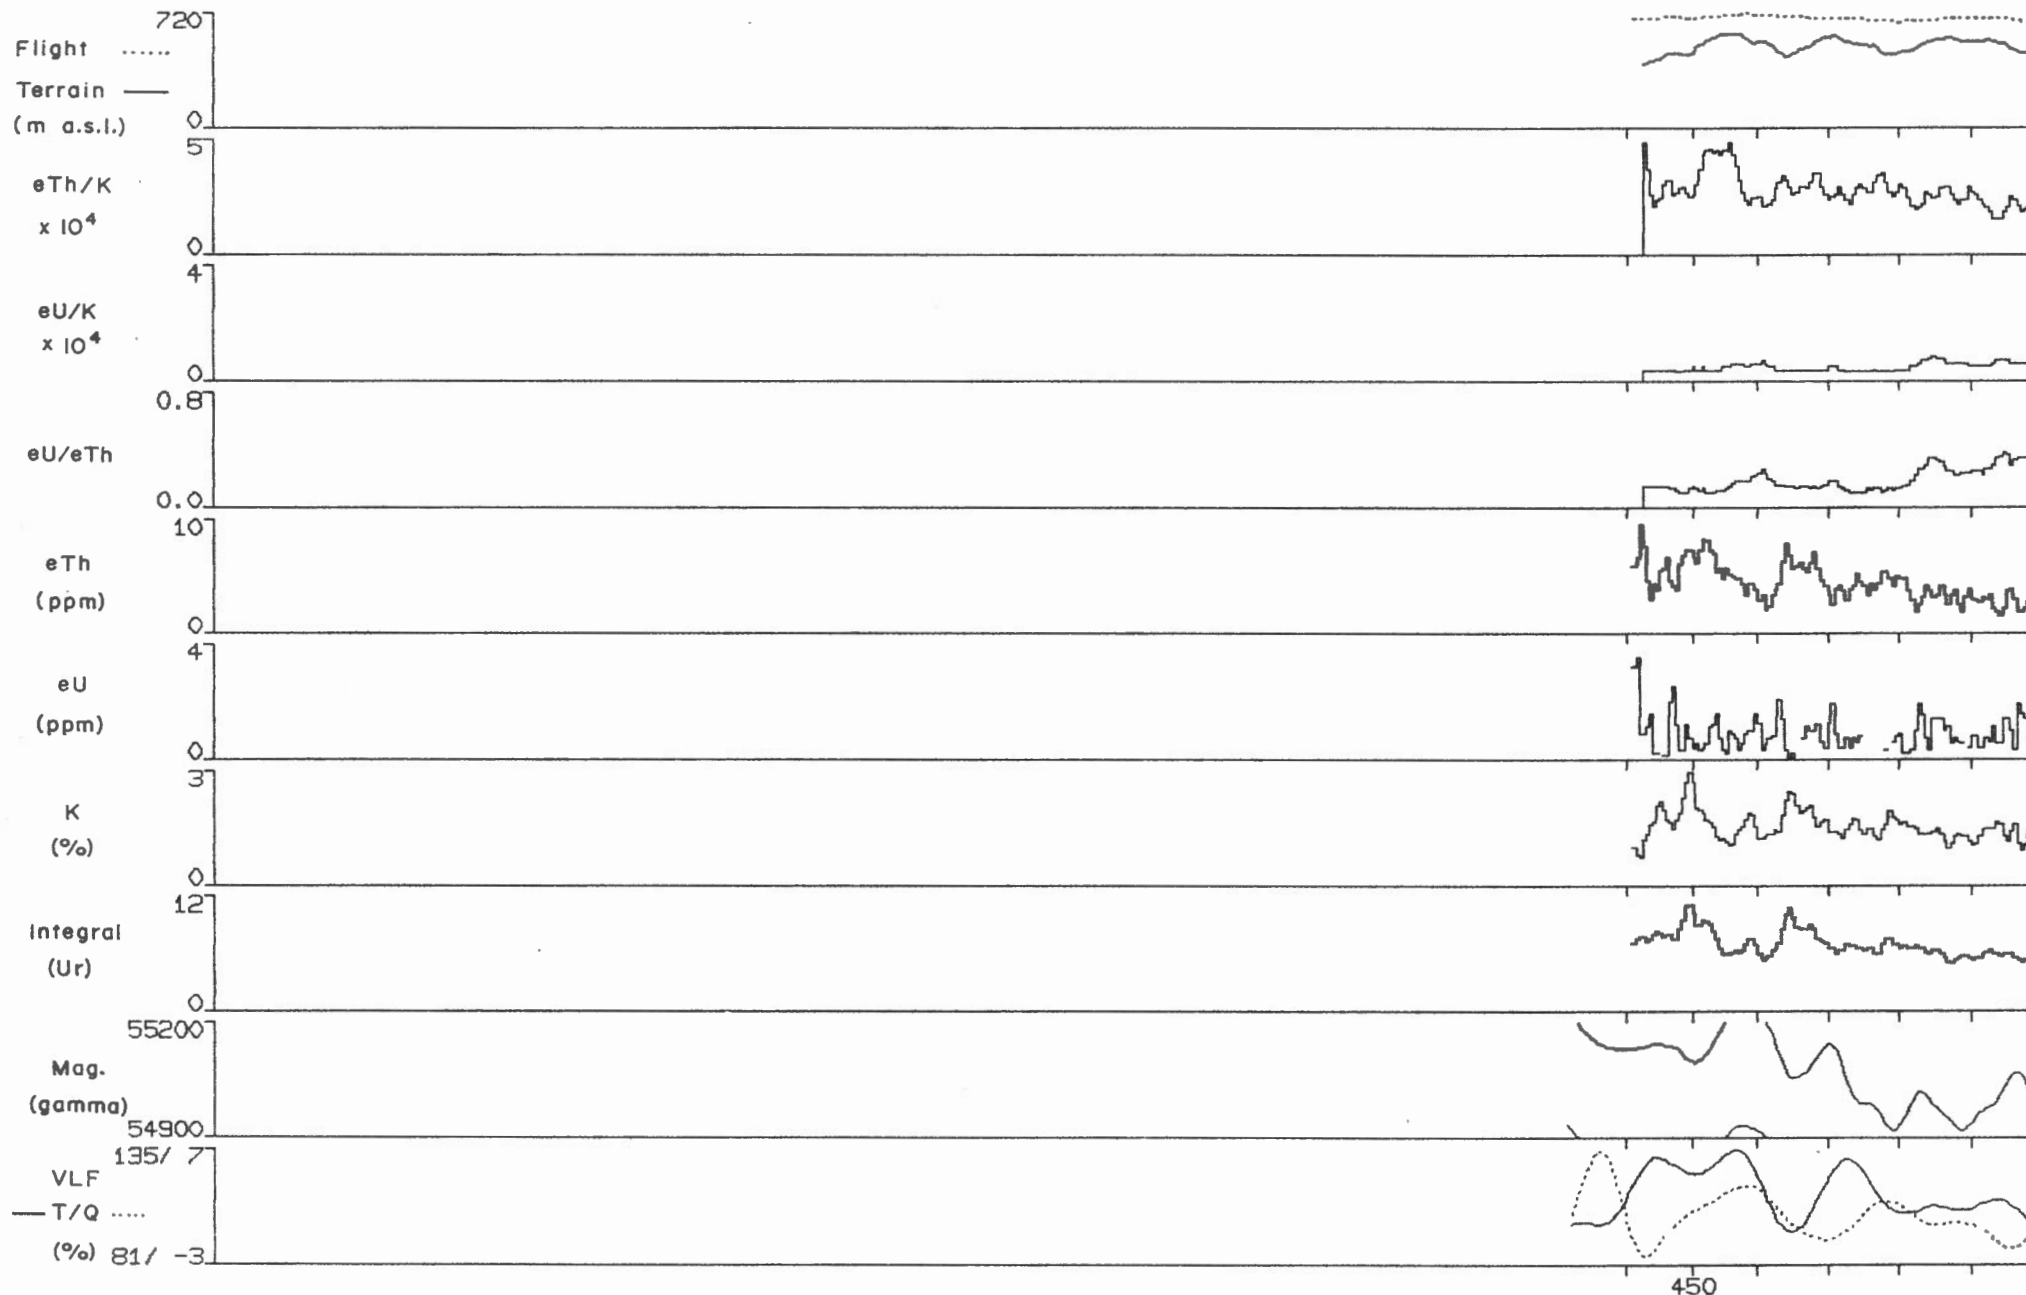 720
Flight ......
Terrain —
(m a.s.l.)
0
5
eTh/K
x 10⁴
0
4
eU/K
x 10⁴
0
0.8
eU/eTh
0.0
10
eTh
(ppm)
0
4
eU
(ppm)
0
3
K
(%)
0
12
Integral
(Ur)
0
55200
Mag.
(gamma)
54900
135/ 7
VLF
— T/Q .....
(%) 81/ -3
450